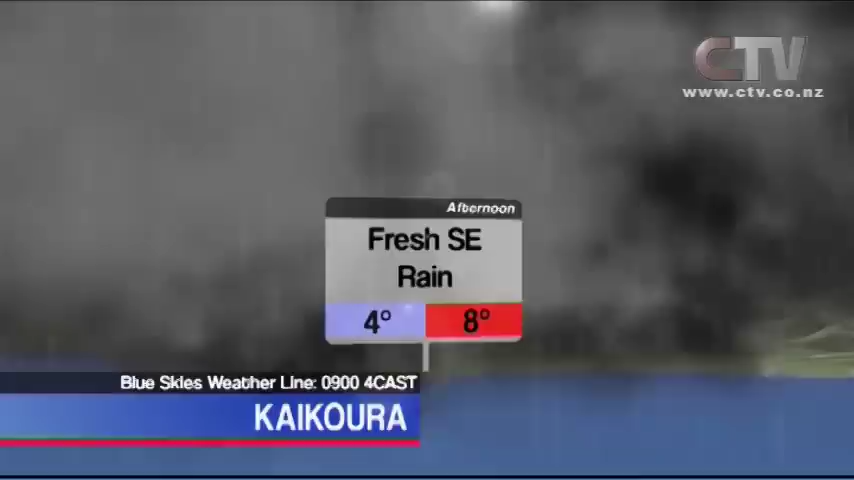 CTV
www.ctv.co.nz
Afternoon
Fresh SE
Rain
4° 8°
Blue Skies Weather Line: 0900 4CAST
KAIKOURA